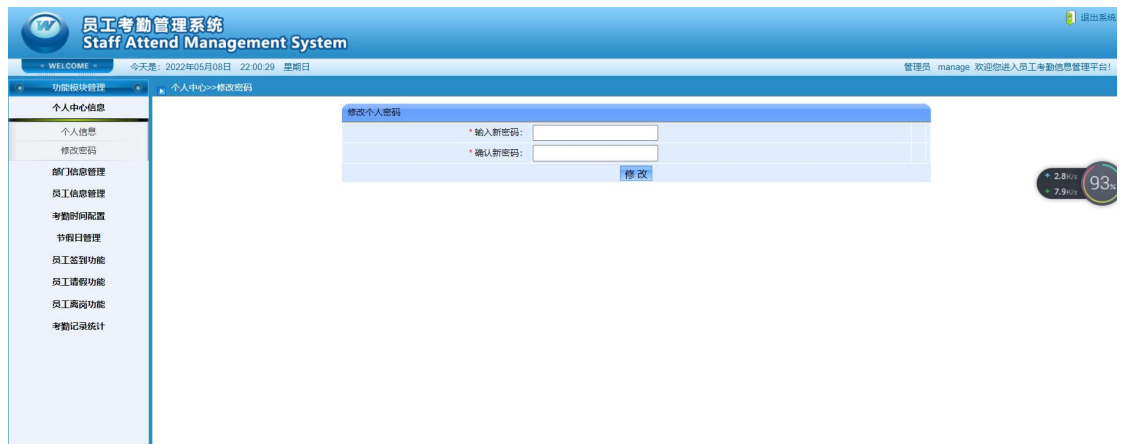 员工考勤管理系统
退出系统
Staff Attend Management System
WELCOME
今天是: 2022年05月08日 22:00:29 星期日
管理员 manage 欢迎您进入员工考勤信息管理平台!
功能模块管理
个人中心>>修改密码
个人中心信息
修改个人密码
个人信息
*输入新密码:
修改密码
*确认新密码:
部门信息管理
修 改
员工信息管理
2.8K/s
93%
7.9K/s
考勤时间配置
节假日管理
员工签到功能
员工请假功能
员工离岗功能
考勤记录统计